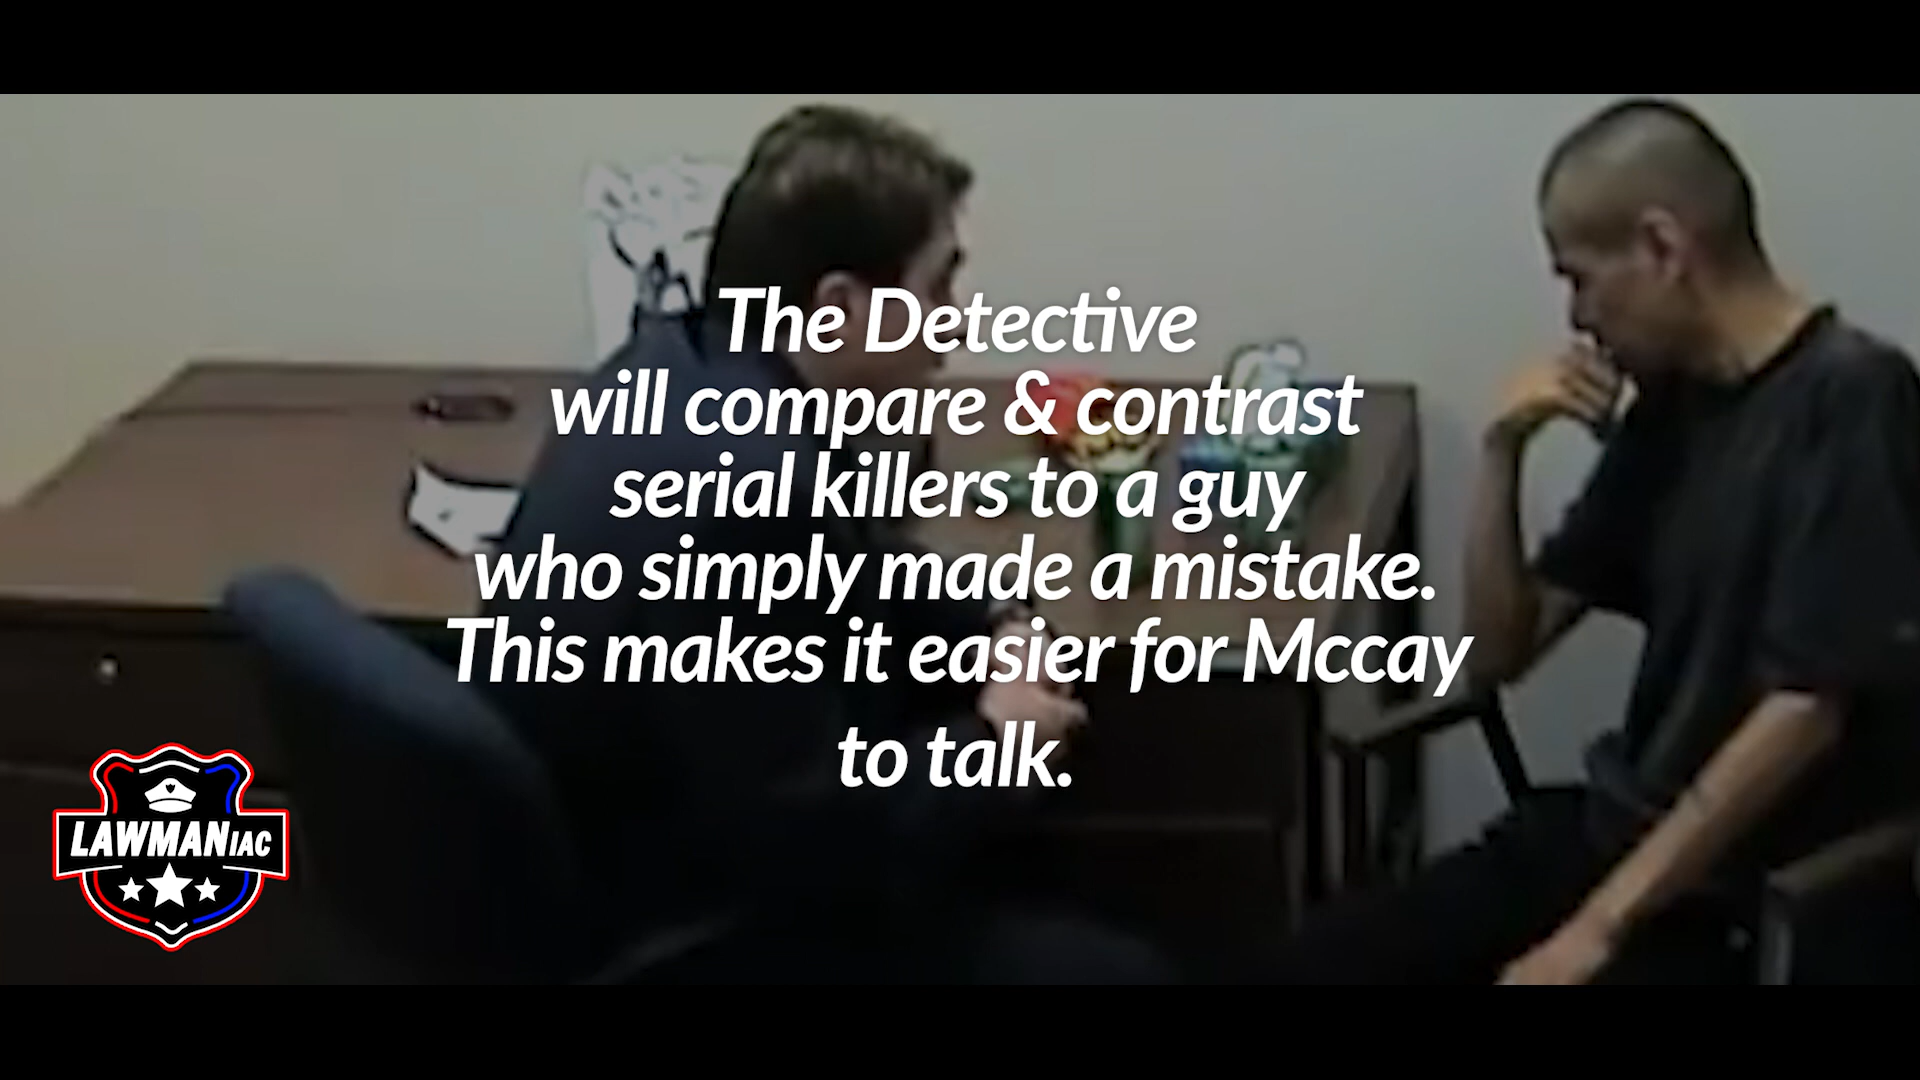 The Detective
will compare & contrast
serial killers to a guy
who simply made a mistake.
This makes it easier for Mccay
to talk.
LAWMANIAC